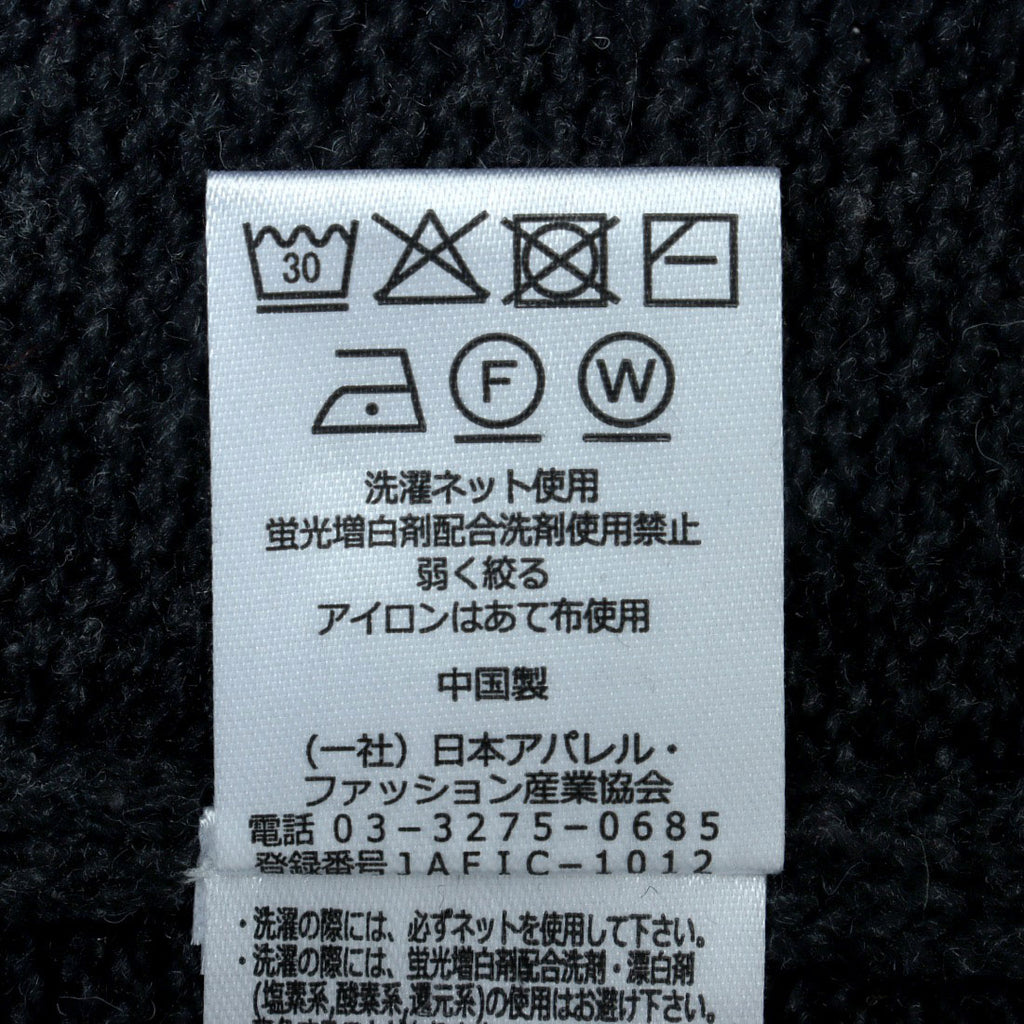 30
F W
洗濯ネット使用
蛍光増白剤配合洗剤使用禁止
弱く絞る
アイロンはあて布使用
中国製
（一社）日本アパレル・
ファッション産業協会
電話 03−3275−0685
登録番号JAFIC−1012
・洗濯の際には、必ずネットを使用して下さい。
・洗濯の際には、蛍光増白剤配合洗剤・漂白剤
(塩素系,酸素系,還元系)の使用はお避け下さい。